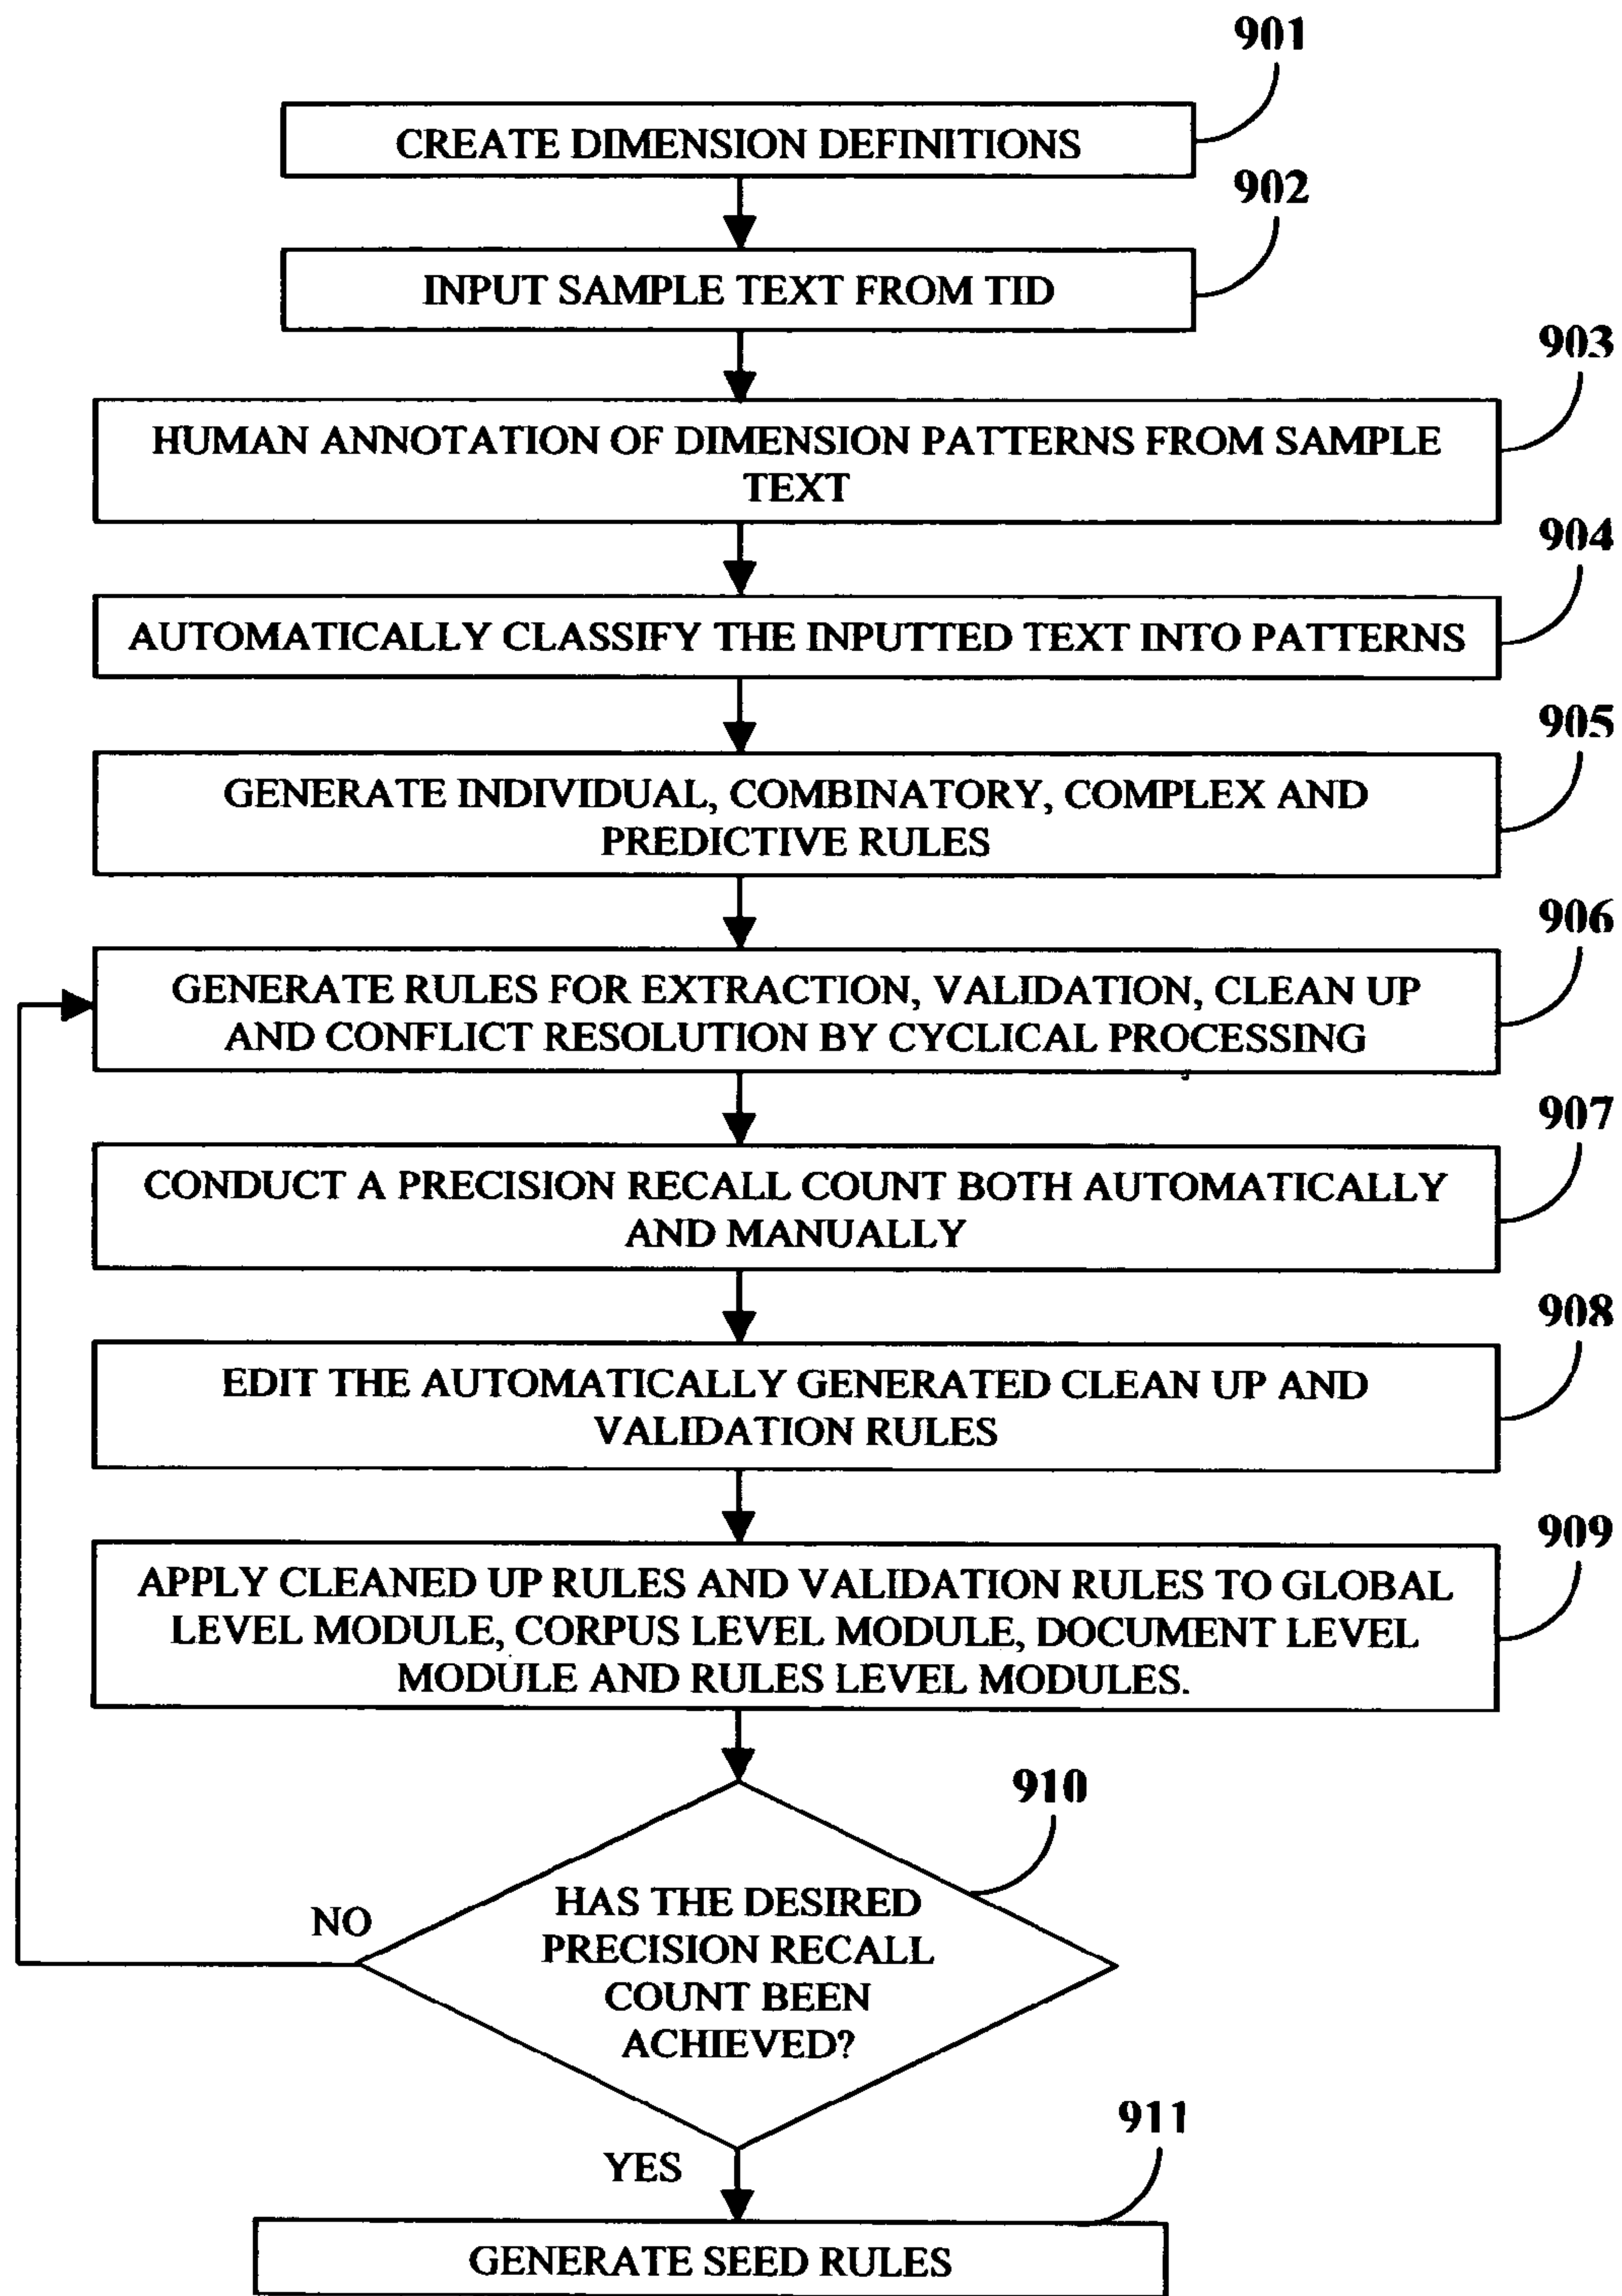 901
CREATE DIMENSION DEFINITIONS
902
INPUT SAMPLE TEXT FROM TID
903
HUMAN ANNOTATION OF DIMENSION PATTERNS FROM SAMPLE
TEXT
904
AUTOMATICALLY CLASSIFY THE INPUTTED TEXT INTO PATTERNS
905
GENERATE INDIVIDUAL, COMBINATORY, COMPLEX AND
PREDICTIVE RULES
906
GENERATE RULES FOR EXTRACTION, VALIDATION, CLEAN UP
AND CONFLICT RESOLUTION BY CYCLICAL PROCESSING
907
CONDUCT A PRECISION RECALL COUNT BOTH AUTOMATICALLY
AND MANUALLY
908
EDIT THE AUTOMATICALLY GENERATED CLEAN UP AND
VALIDATION RULES
909
APPLY CLEANED UP RULES AND VALIDATION RULES TO GLOBAL
LEVEL MODULE, CORPUS LEVEL MODULE, DOCUMENT LEVEL
MODULE AND RULES LEVEL MODULES.
910
HAS THE DESIRED
PRECISION RECALL
COUNT BEEN
ACHIEVED?
NO
YES
911
GENERATE SEED RULES